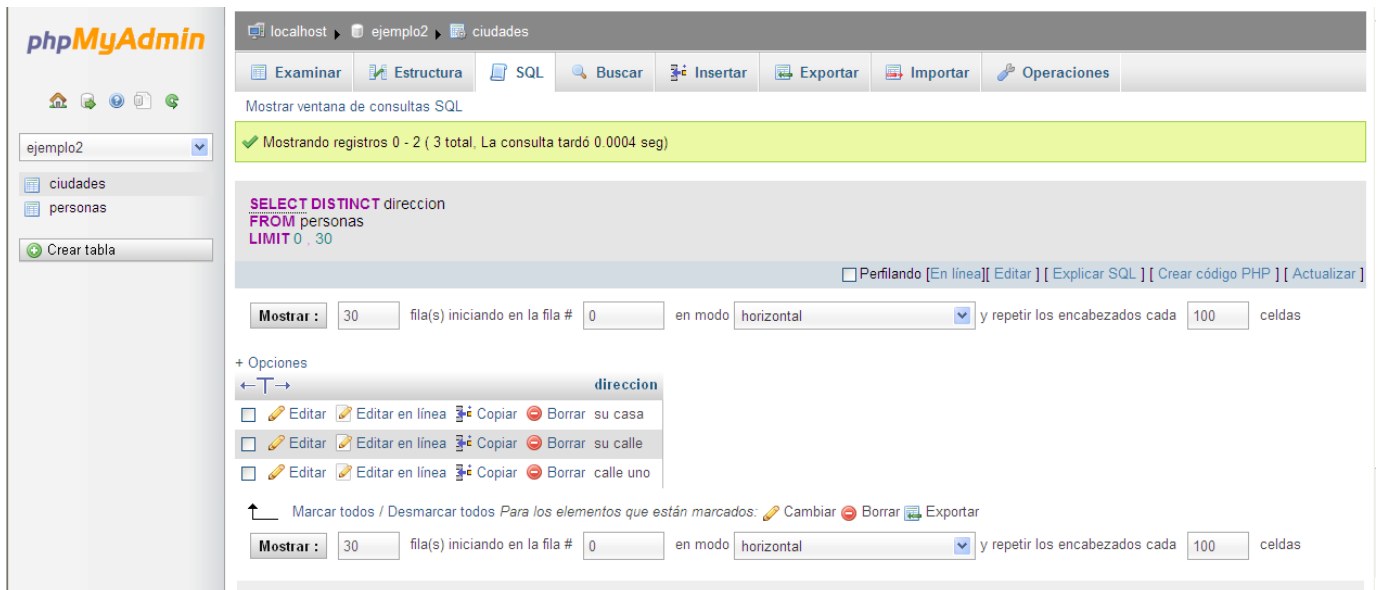 phpMyAdmin
localhost ejemplo2 ciudades
Examinar Estructura SQL Buscar Insertar Exportar Importar Operaciones
Mostrar ventana de consultas SQL
ejemplo2
ciudades
personas
Crear tabla
Mostrando registros 0 - 2 ( 3 total, La consulta tardó 0.0004 seg)
SELECT DISTINCT direccion
FROM personas
LIMIT 0 , 30
Perfilando [En línea][ Editar ] [ Explicar SQL ] [ Crear código PHP ] [ Actualizar ]
Mostrar : 30 fila(s) iniciando en la fila # 0 en modo horizontal y repetir los encabezados cada 100 celdas
+ Opciones
←T→ direccion
Editar Editar en línea Copiar Borrar su casa
Editar Editar en línea Copiar Borrar su calle
Editar Editar en línea Copiar Borrar calle uno
Marcar todos / Desmarcar todos Para los elementos que están marcados: Cambiar Borrar Exportar
Mostrar : 30 fila(s) iniciando en la fila # 0 en modo horizontal y repetir los encabezados cada 100 celdas